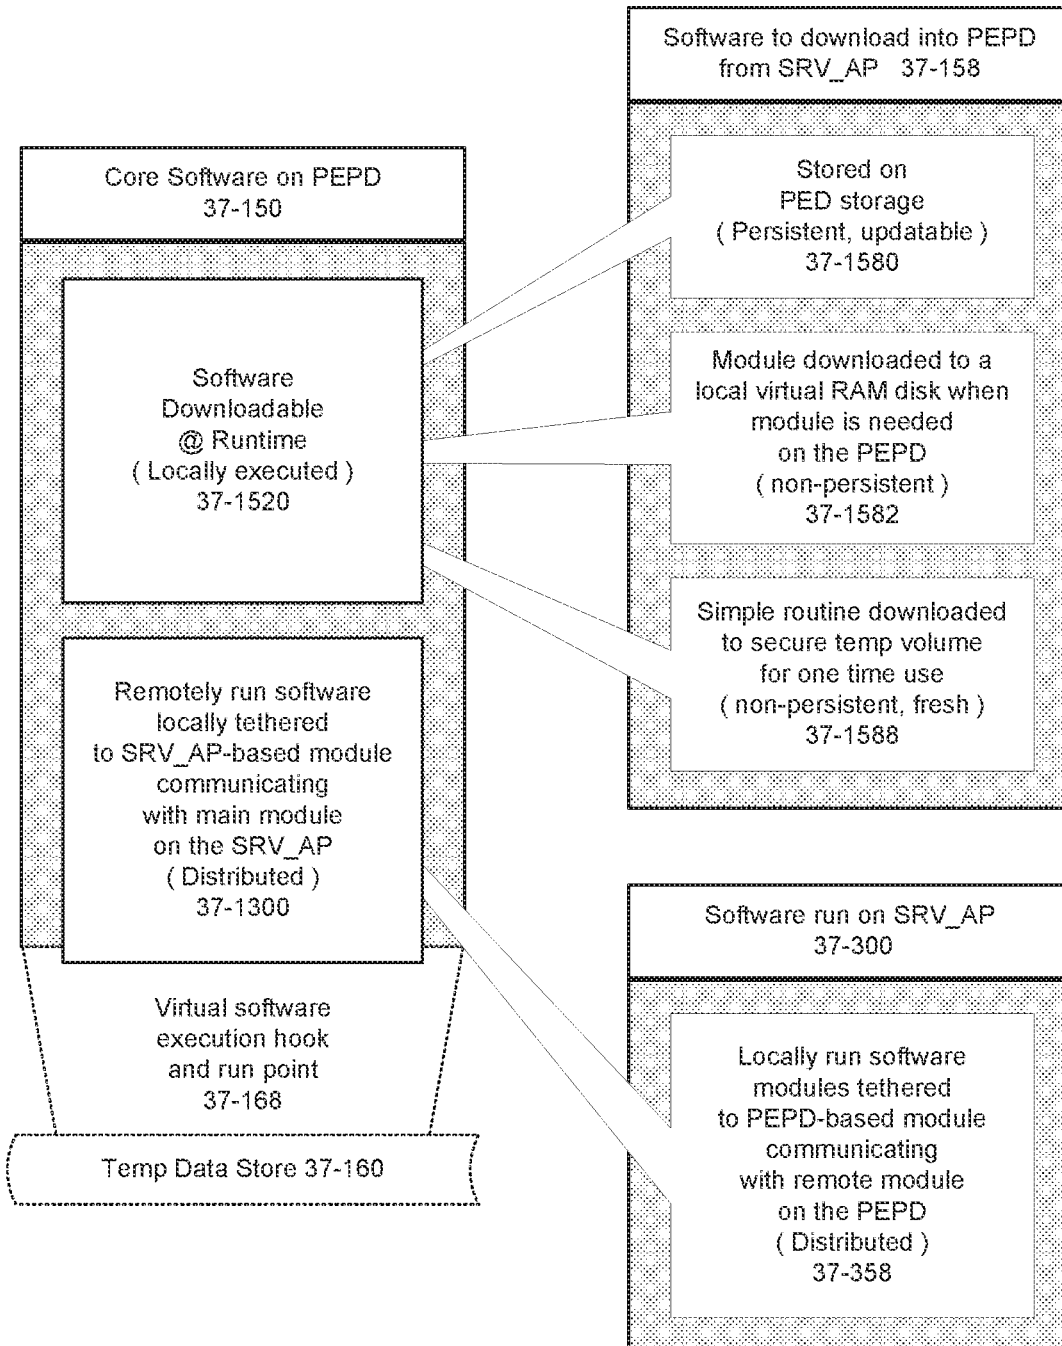 Core Software on PEPD
37-150
Software
Downloadable
@ Runtime
( Locally executed )
37-1520
Remotely run software
locally tethered
to SRV_AP-based module
communicating
with main module
on the SRV_AP
( Distributed )
37-1300
Virtual software
execution hook
and run point
37-168
Temp Data Store 37-160
Software to download into PEPD
from SRV_AP 37-158
Stored on
PED storage
( Persistent, updatable )
37-1580
Module downloaded to a
local virtual RAM disk when
module is needed
on the PEPD
( non-persistent )
37-1582
Simple routine downloaded
to secure temp volume
for one time use
( non-persistent, fresh )
37-1588
Software run on SRV_AP
37-300
Locally run software
modules tethered
to PEPD-based module
communicating
with remote module
on the PEPD
( Distributed )
37-358